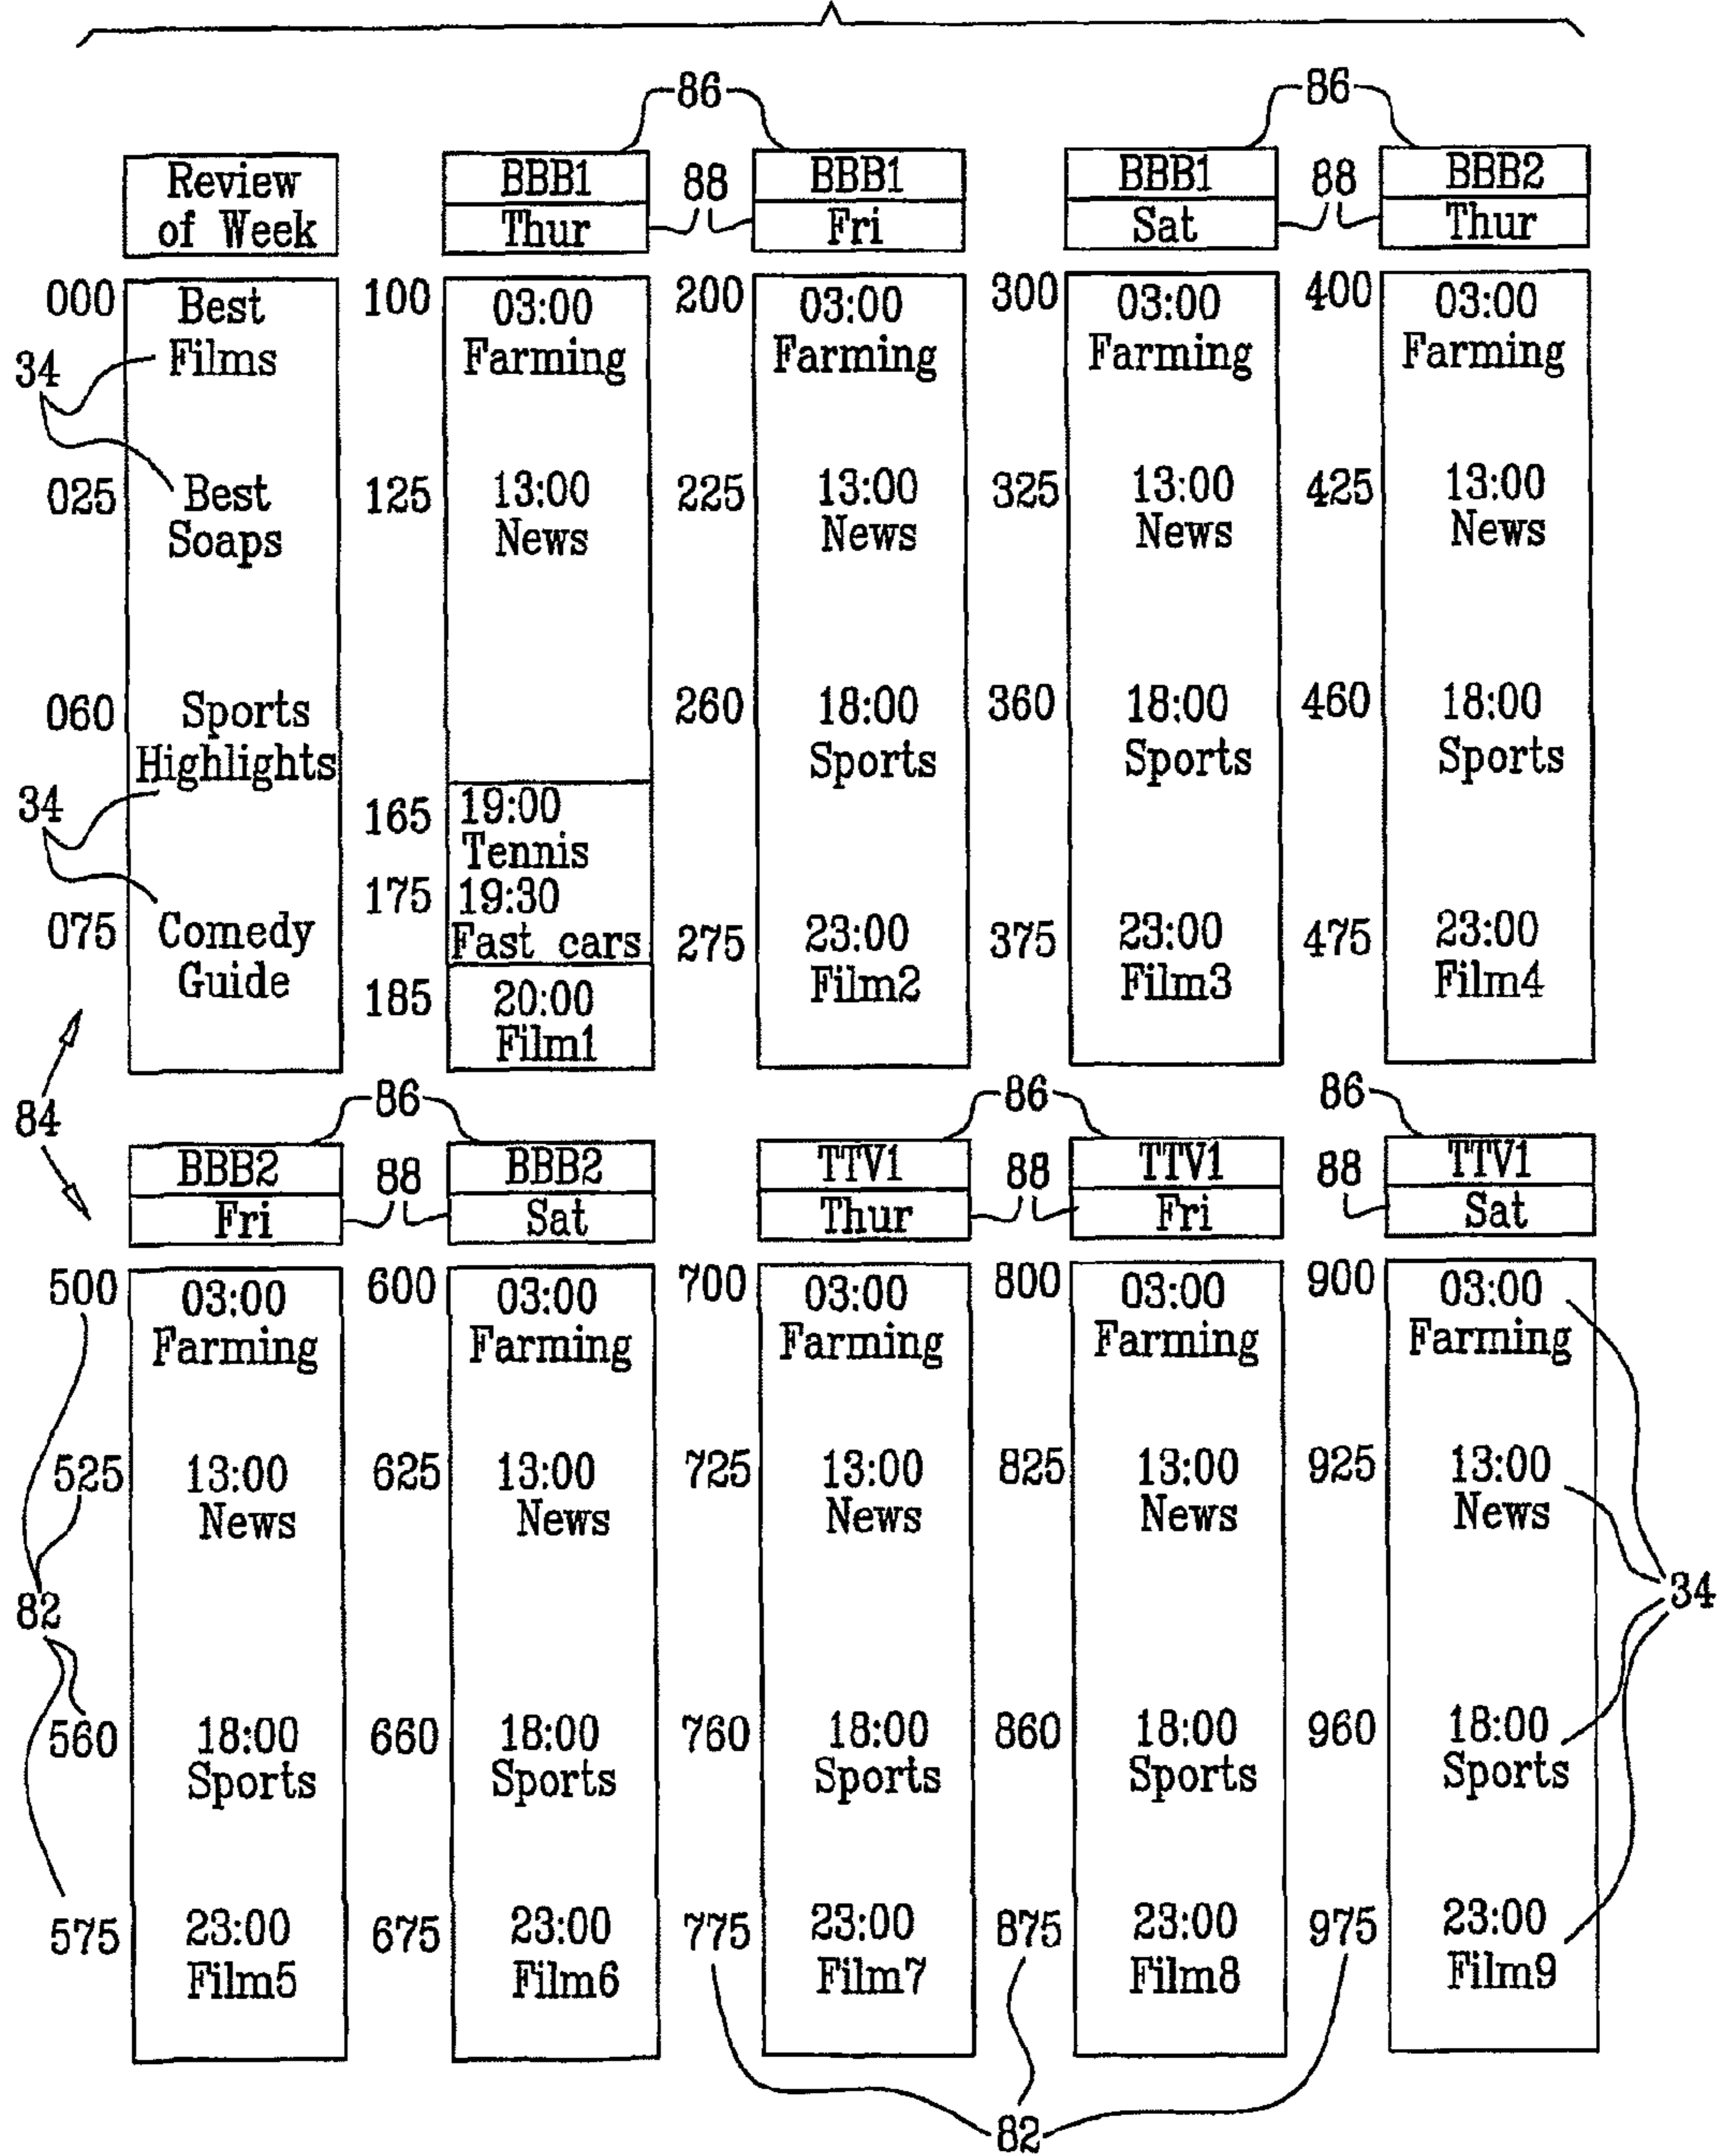 86
86
Review
of Week
BBB1
Thur
88
BBB1
Fri
BBB1
Sat
88
BBB2
Thur
000
Best
Films
34
025
Best
Soaps
060
Sports
Highlights
34
075
Comedy
Guide
84
100
03:00
Farming
125
13:00
News
165
19:00
Tennis
175
19:30
Fast cars
185
20:00
Film1
200
03:00
Farming
225
13:00
News
260
18:00
Sports
275
23:00
Film2
300
03:00
Farming
325
13:00
News
360
18:00
Sports
375
23:00
Film3
400
03:00
Farming
425
13:00
News
460
18:00
Sports
475
23:00
Film4
86
86
86
BBB2
Fri
88
BBB2
Sat
TTV1
Thur
88
TTV1
Fri
88
TTV1
Sat
500
03:00
Farming
525
13:00
News
82
560
18:00
Sports
575
23:00
Film5
600
03:00
Farming
625
13:00
News
660
18:00
Sports
675
23:00
Film6
700
03:00
Farming
725
13:00
News
760
18:00
Sports
775
23:00
Film7
800
03:00
Farming
825
13:00
News
860
18:00
Sports
875
23:00
Film8
900
03:00
Farming
925
13:00
News
34
960
18:00
Sports
975
23:00
Film9
82